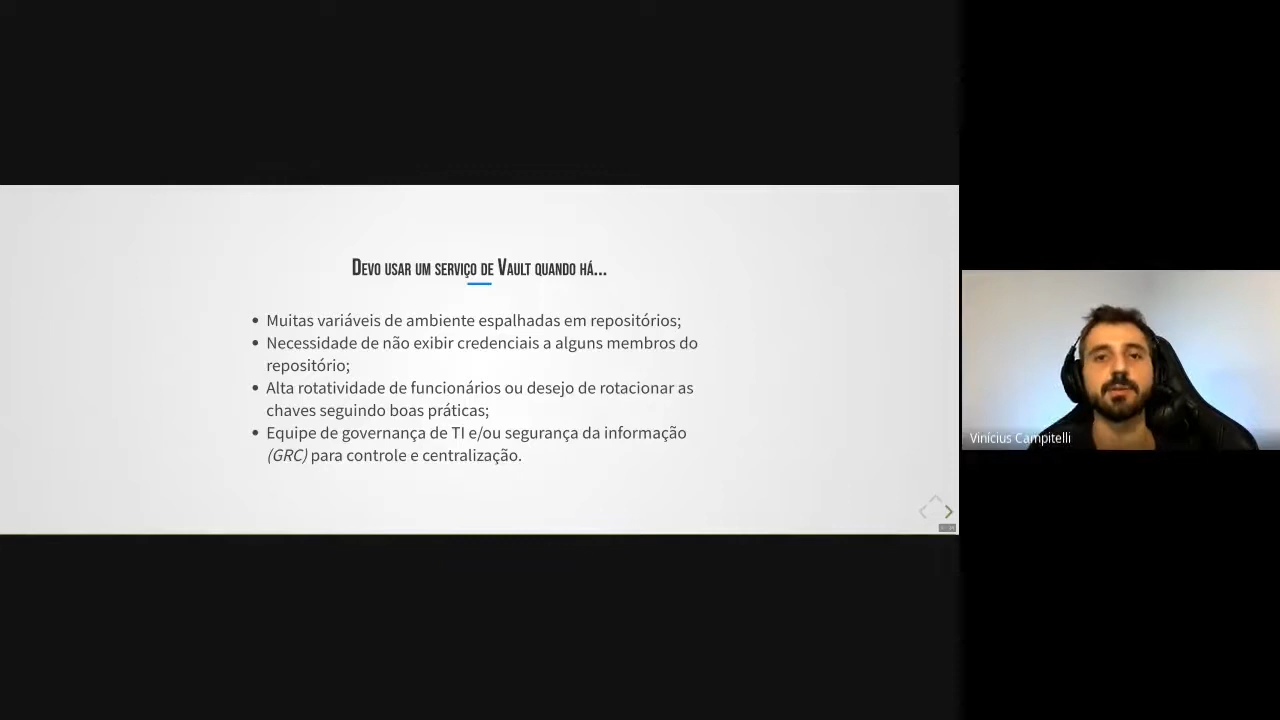 Devo usar um serviço de Vault quando há...
Muitas variáveis de ambiente espalhadas em repositórios;
Necessidade de não exibir credenciais a alguns membros do
repositório;
Alta rotatividade de funcionários ou desejo de rotacionar as
chaves seguindo boas práticas;
Equipe de governança de TI e/ou segurança da informação
(GRC) para controle e centralização.
Vinícius Campitelli